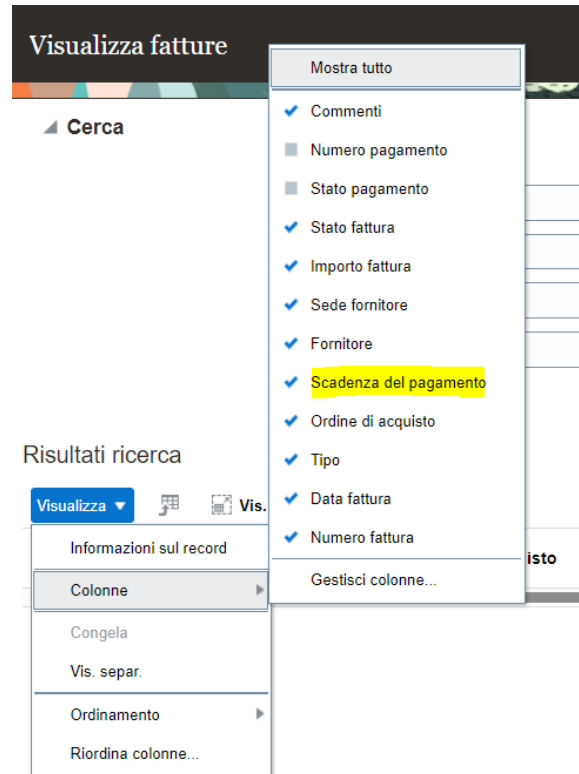 Visualizza fatture
Mostra tutto
Commenti
Cerca
Numero pagamento
Stato pagamento
Stato fattura
Importo fattura
Sede fornitore
Fornitore
Scadenza del pagamento
Ordine di acquisto
Tipo
Data fattura
Numero fattura
Gestisci colonne...
Risultati ricerca
Visualizza
Vis.
isto
Informazioni sul record
Colonne
Congela
Vis. separ.
Ordinamento
Riordina colonne...